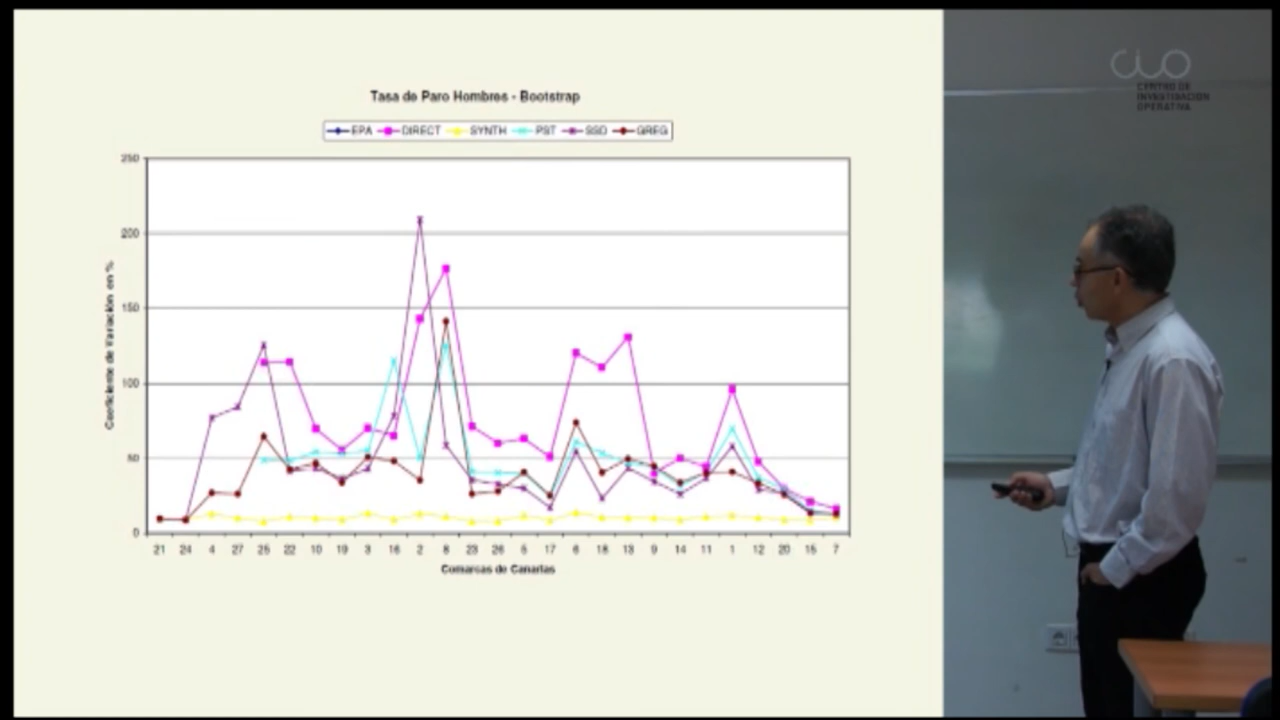 Tasa de Paro Hombres - Bootstrap
EPA DIRECT SYNTH PST SSD GREG
250
200
150
100
50
0
Coeficiente de Variación en %
21 24 4 27 25 22 10 19 3 16 2 8 23 26 5 17 6 18 13 9 14 11 1 12 20 15 7
Comarcas de Canarias
CIO
CENTRO DE
INVESTIGACIÓN
OPERATIVA